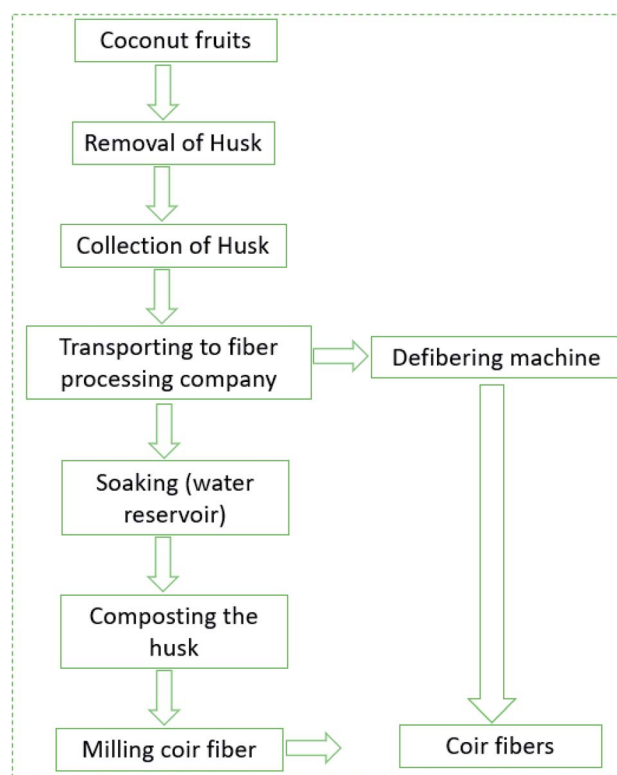 Coconut fruits
Removal of Husk
Collection of Husk
Transporting to fiber
processing company
Defibering machine
Soaking (water
reservoir)
Composting the
husk
Milling coir fiber
Coir fibers